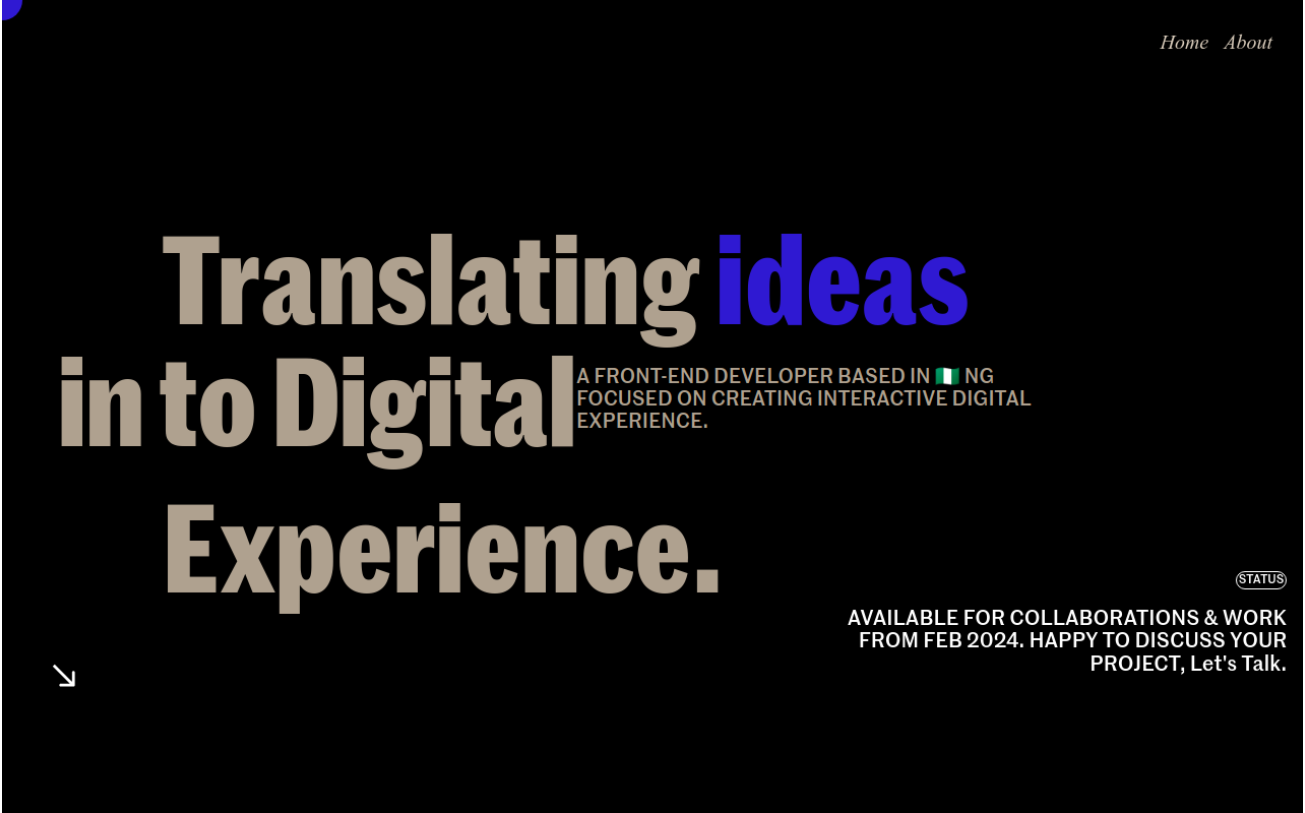 Home About
Translating ideas
in to Digital
A FRONT-END DEVELOPER BASED IN 🇳🇬 NG
FOCUSED ON CREATING INTERACTIVE DIGITAL
EXPERIENCE.
Experience.
STATUS
AVAILABLE FOR COLLABORATIONS & WORK
FROM FEB 2024. HAPPY TO DISCUSS YOUR
PROJECT, Let's Talk.